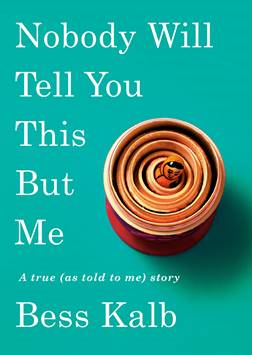 Nobody Will
Tell You
This
But
Me
A true (as told to me) story
Bess Kalb